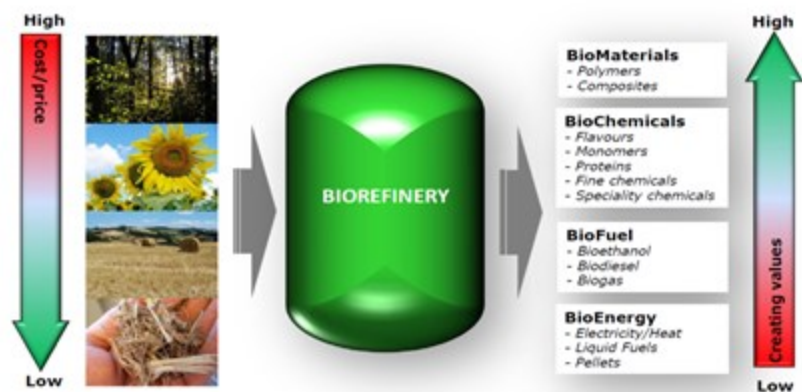 High
Cost/price
Low
BIOREFINERY
BioMaterials
- Polymers
- Composites
BioChemicals
- Flavours
- Monomers
- Proteins
- Fine chemicals
- Speciality chemicals
BioFuel
- Bioethanol
- Biodiesel
- Biogas
BioEnergy
- Electricity/Heat
- Liquid Fuels
- Pellets
High
Creating values
Low